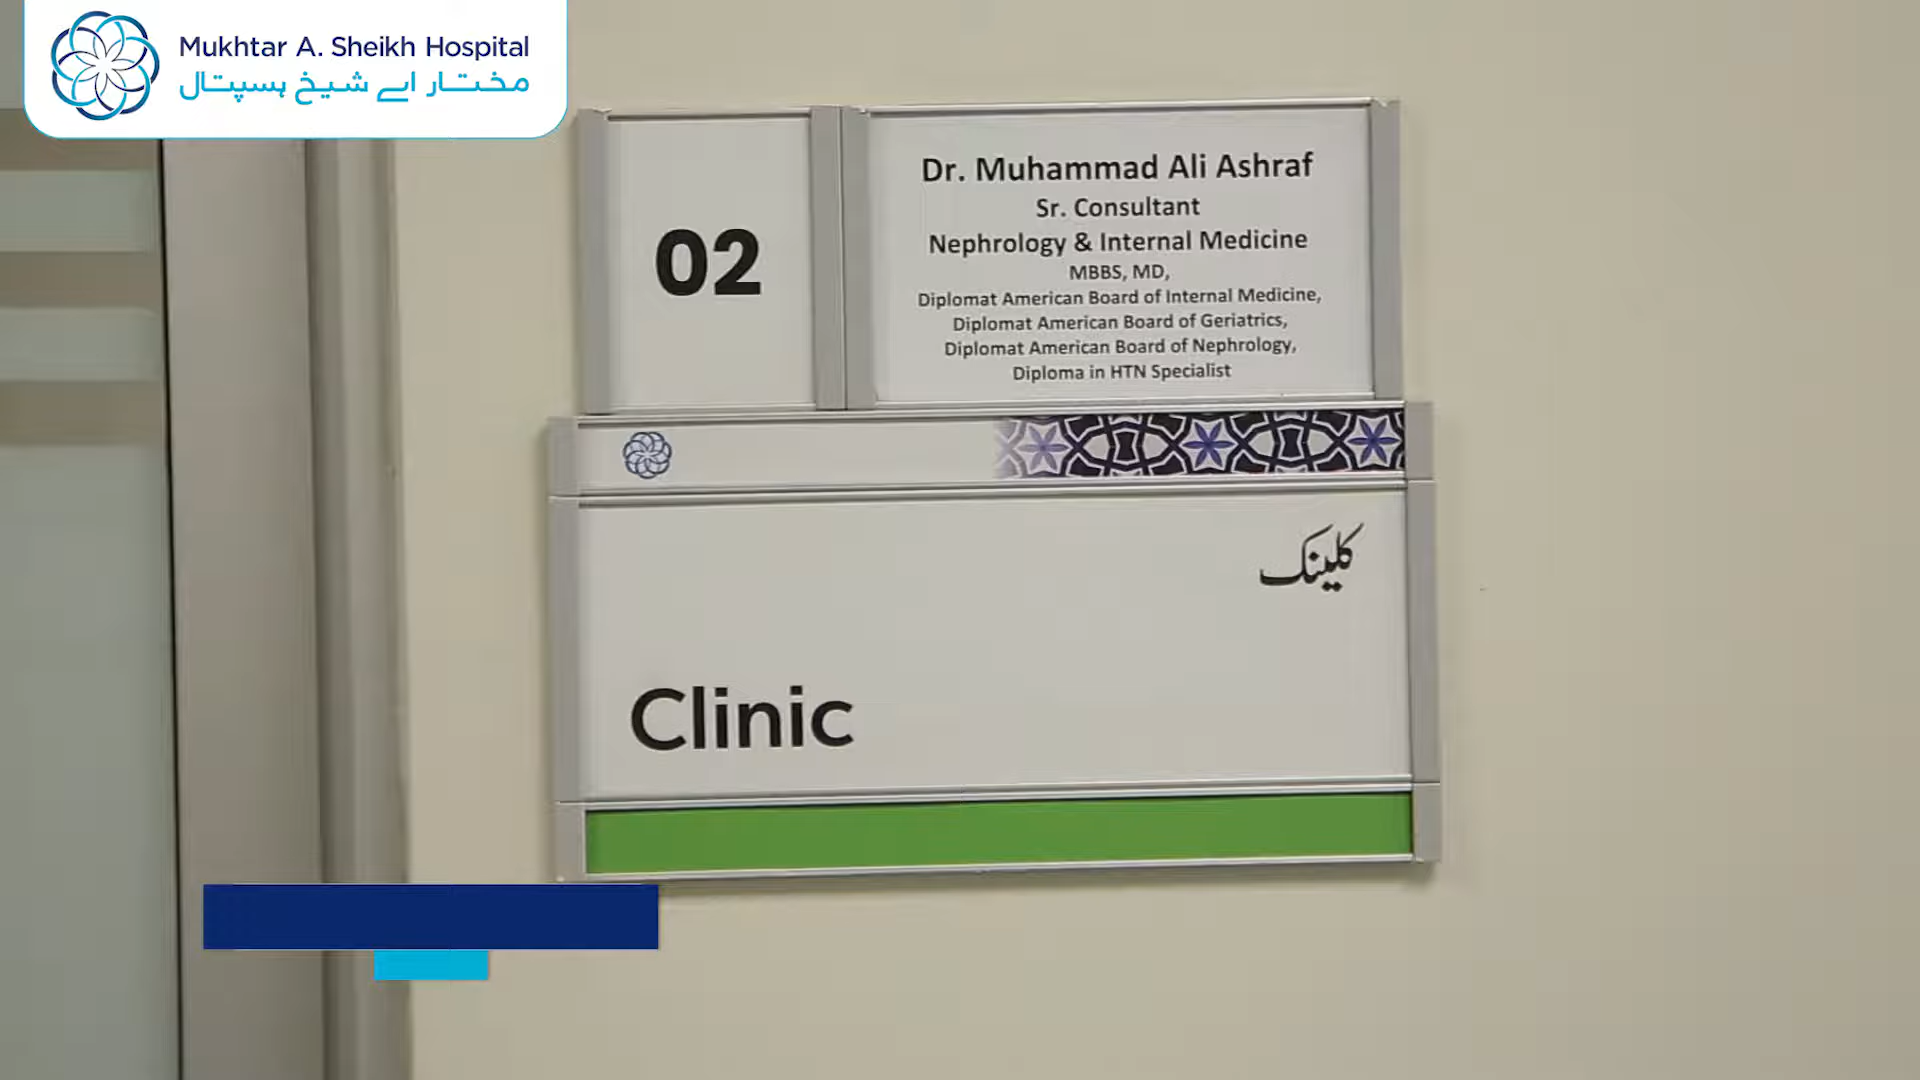 Mukhtar A. Sheikh Hospital
مختار اے شیخ ہسپتال
02
Dr. Muhammad Ali Ashraf
Sr. Consultant
Nephrology & Internal Medicine
MBBS, MD,
Diplomat American Board of Internal Medicine,
Diplomat American Board of Geriatrics,
Diplomat American Board of Nephrology,
Diploma in HTN Specialist
کلینک
Clinic